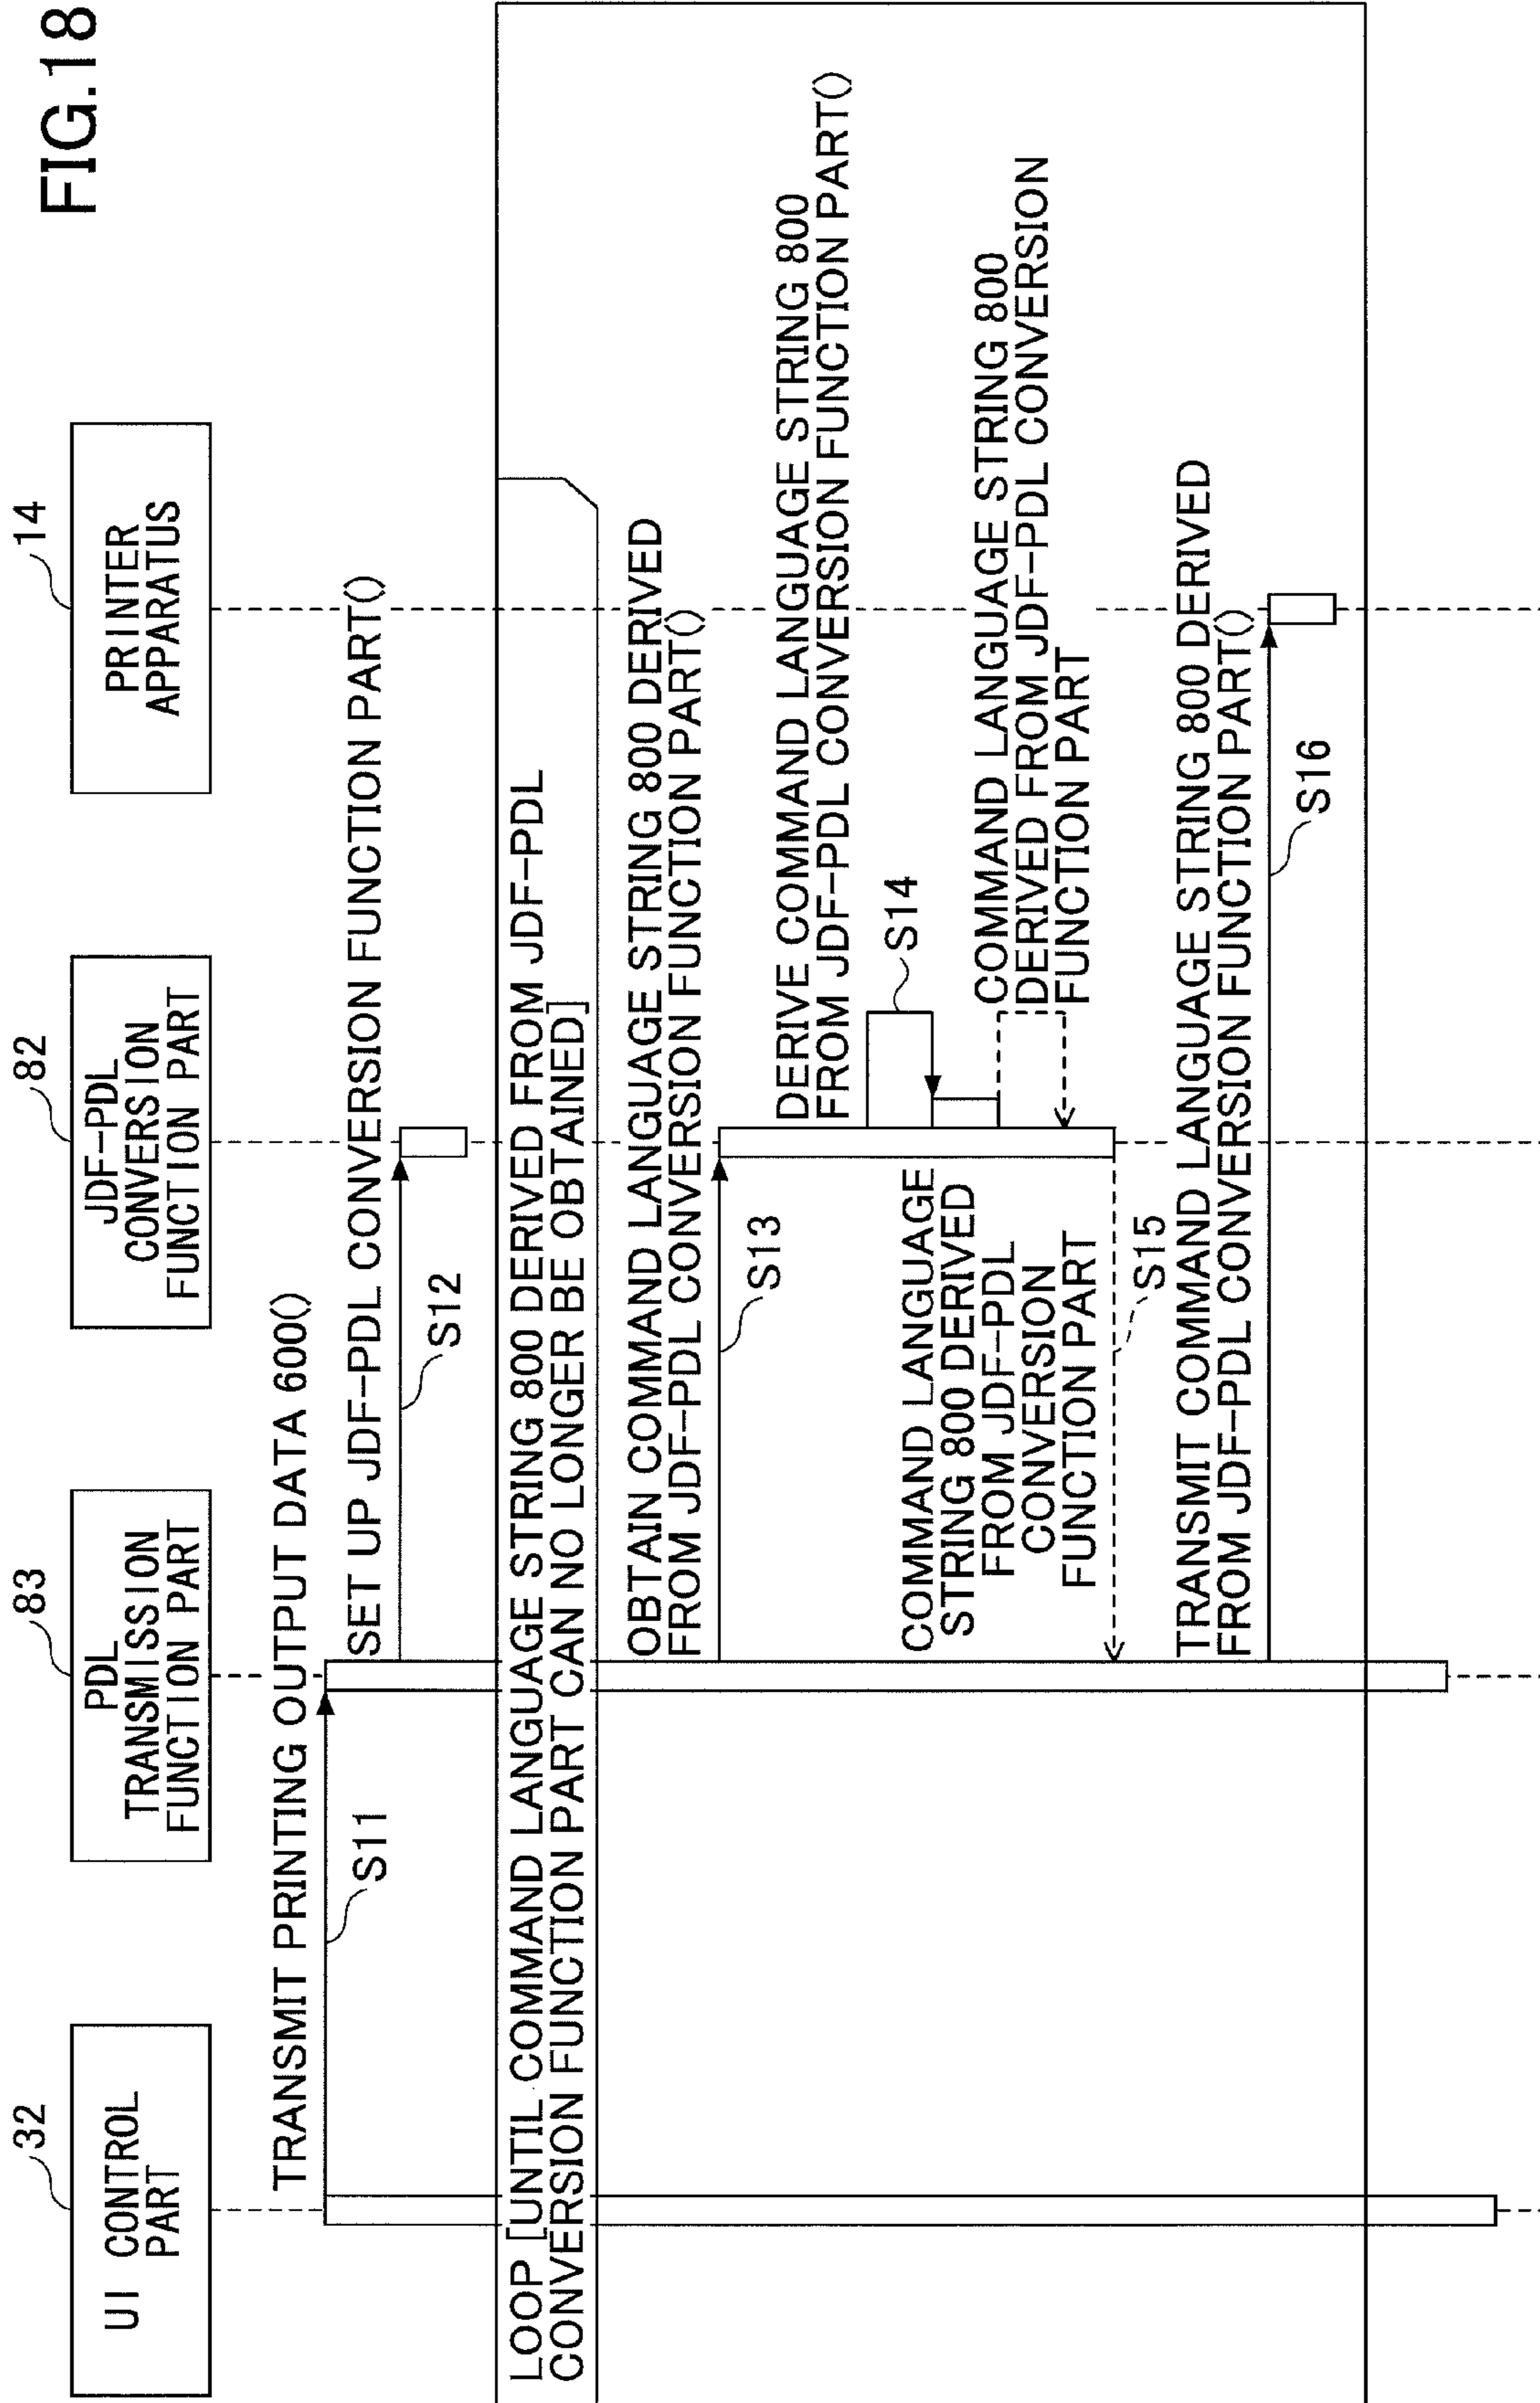 FIG.18
32
UI CONTROL
PART
83
PDL
TRANSMISSION
FUNCTION PART
82
JDF-PDL
CONVERSION
FUNCTION PART
14
PRINTER
APPARATUS
TRANSMIT PRINTING OUTPUT DATA 600()
S11
SET UP JDF-PDL CONVERSION FUNCTION PART()
S12
LOOP [UNTIL COMMAND LANGUAGE STRING 800 DERIVED FROM JDF-PDL
CONVERSION FUNCTION PART CAN NO LONGER BE OBTAINED]
OBTAIN COMMAND LANGUAGE STRING 800 DERIVED
FROM JDF-PDL CONVERSION FUNCTION PART()
S13
DERIVE COMMAND LANGUAGE STRING 800
FROM JDF-PDL CONVERSION FUNCTION PART()
S14
COMMAND LANGUAGE STRING 800
DERIVED FROM JDF-PDL CONVERSION
FUNCTION PART
COMMAND LANGUAGE
STRING 800 DERIVED
FROM JDF-PDL
CONVERSION
FUNCTION PART
S15
TRANSMIT COMMAND LANGUAGE STRING 800 DERIVED
FROM JDF-PDL CONVERSION FUNCTION PART()
S16